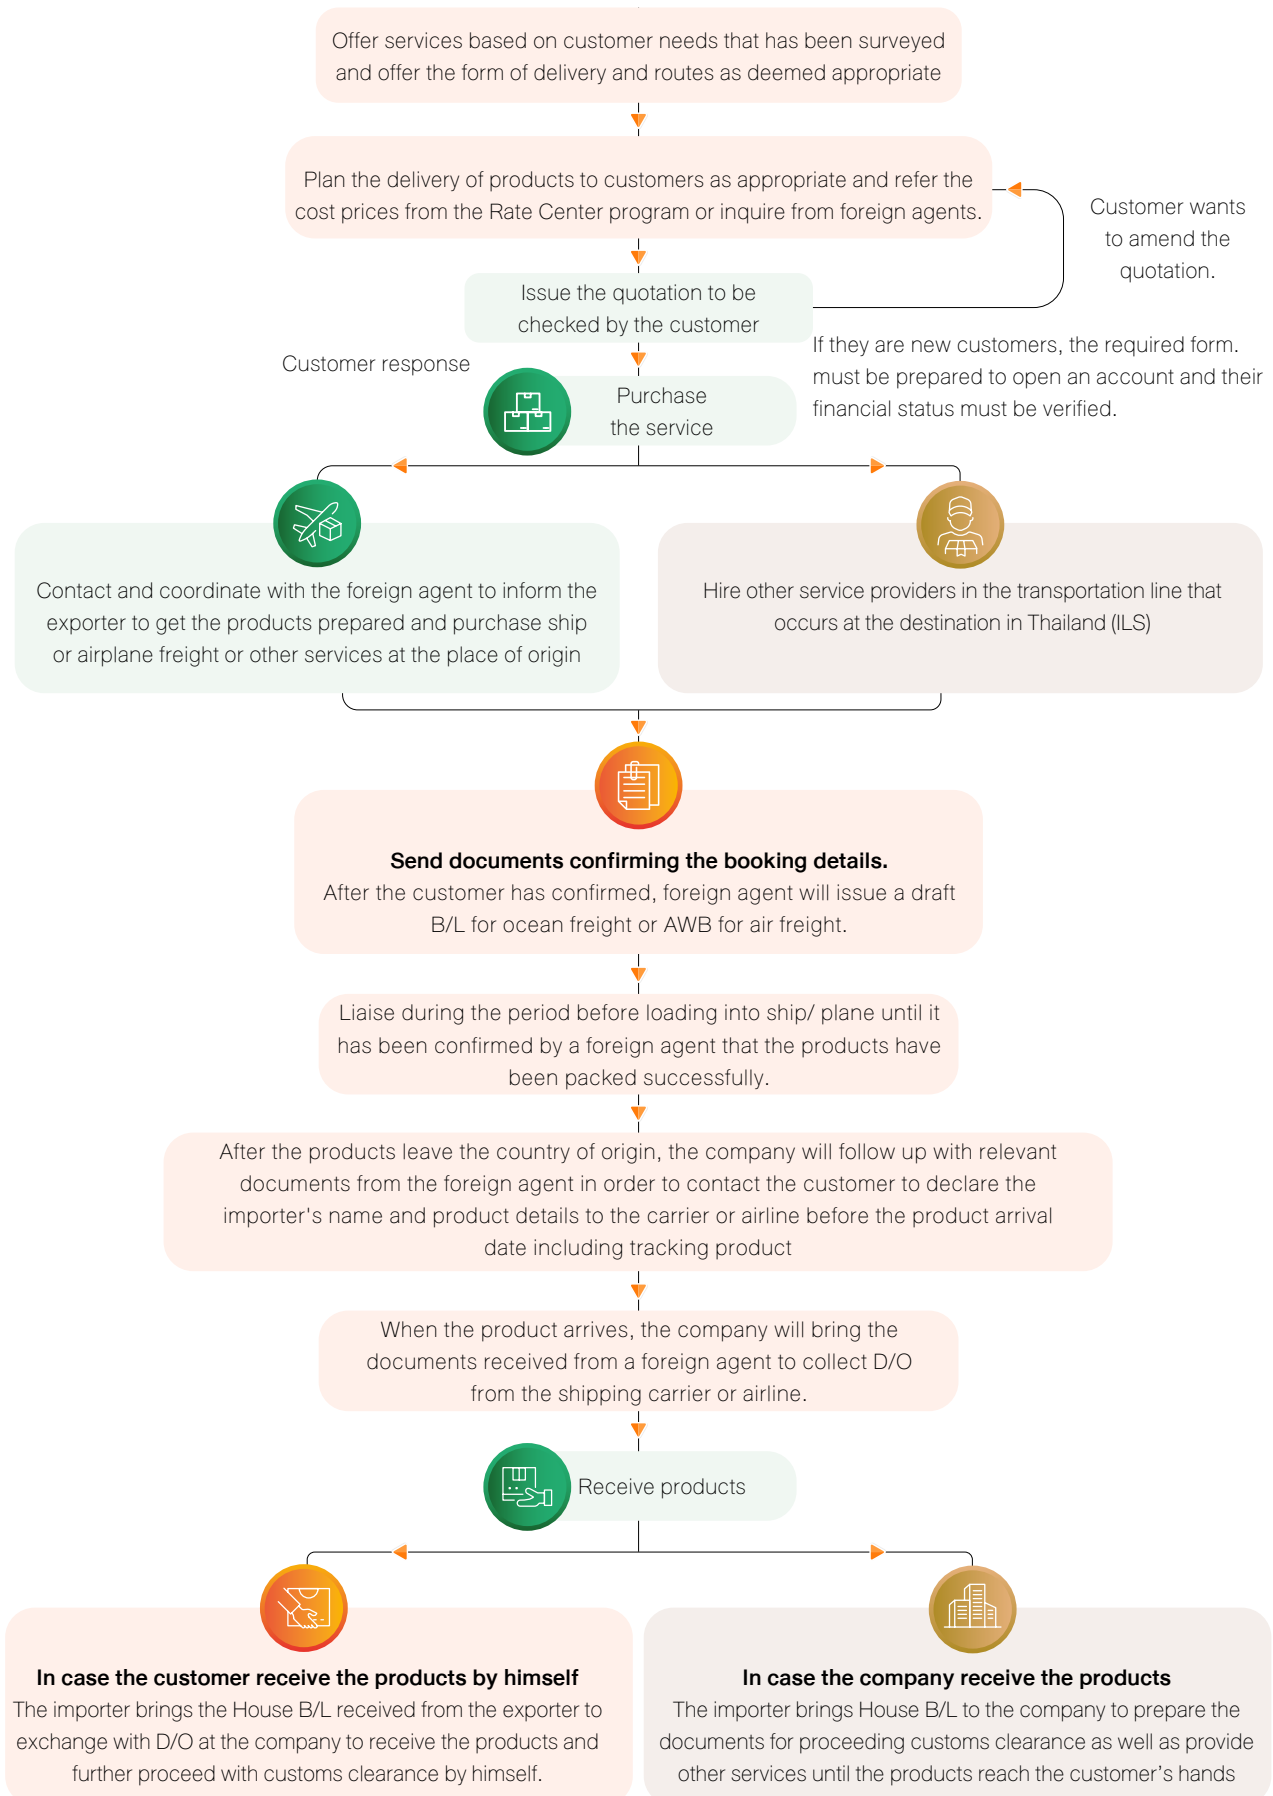 Offer services based on customer needs that has been surveyed
and offer the form of delivery and routes as deemed appropriate
Plan the delivery of products to customers as appropriate and refer the
cost prices from the Rate Center program or inquire from foreign agents.
Customer wants
to amend the
quotation.
Issue the quotation to be
checked by the customer
Customer response
If they are new customers, the required form.
must be prepared to open an account and their
financial status must be verified.
Purchase
the service
Contact and coordinate with the foreign agent to inform the
exporter to get the products prepared and purchase ship
or airplane freight or other services at the place of origin
Hire other service providers in the transportation line that
occurs at the destination in Thailand (ILS)
Send documents confirming the booking details.
After the customer has confirmed, foreign agent will issue a draft
B/L for ocean freight or AWB for air freight.
Liaise during the period before loading into ship/ plane until it
has been confirmed by a foreign agent that the products have
been packed successfully.
After the products leave the country of origin, the company will follow up with relevant
documents from the foreign agent in order to contact the customer to declare the
importer's name and product details to the carrier or airline before the product arrival
date including tracking product
When the product arrives, the company will bring the
documents received from a foreign agent to collect D/O
from the shipping carrier or airline.
Receive products
In case the customer receive the products by himself
The importer brings the House B/L received from the exporter to
exchange with D/O at the company to receive the products and
further proceed with customs clearance by himself.
In case the company receive the products
The importer brings House B/L to the company to prepare the
documents for proceeding customs clearance as well as provide
other services until the products reach the customer’s hands